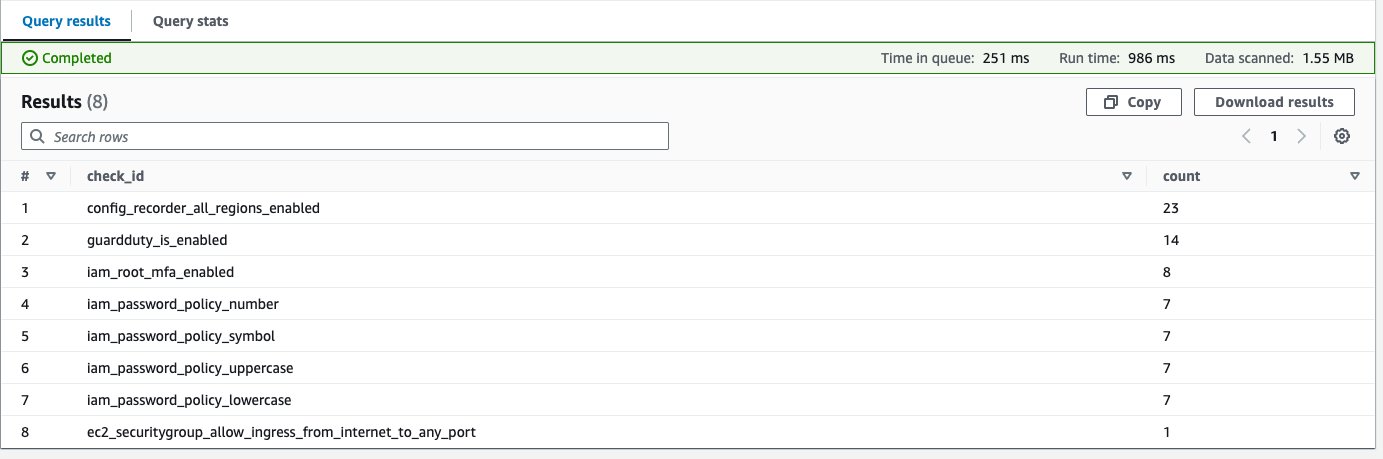 Query results Query stats
Completed Time in queue: 251 ms Run time: 986 ms Data scanned: 1.55 MB
Results (8) Copy Download results
Search rows 1
# check_id count
1 config_recorder_all_regions_enabled 23
2 guardduty_is_enabled 14
3 iam_root_mfa_enabled 8
4 iam_password_policy_number 7
5 iam_password_policy_symbol 7
6 iam_password_policy_uppercase 7
7 iam_password_policy_lowercase 7
8 ec2_securitygroup_allow_ingress_from_internet_to_any_port 1